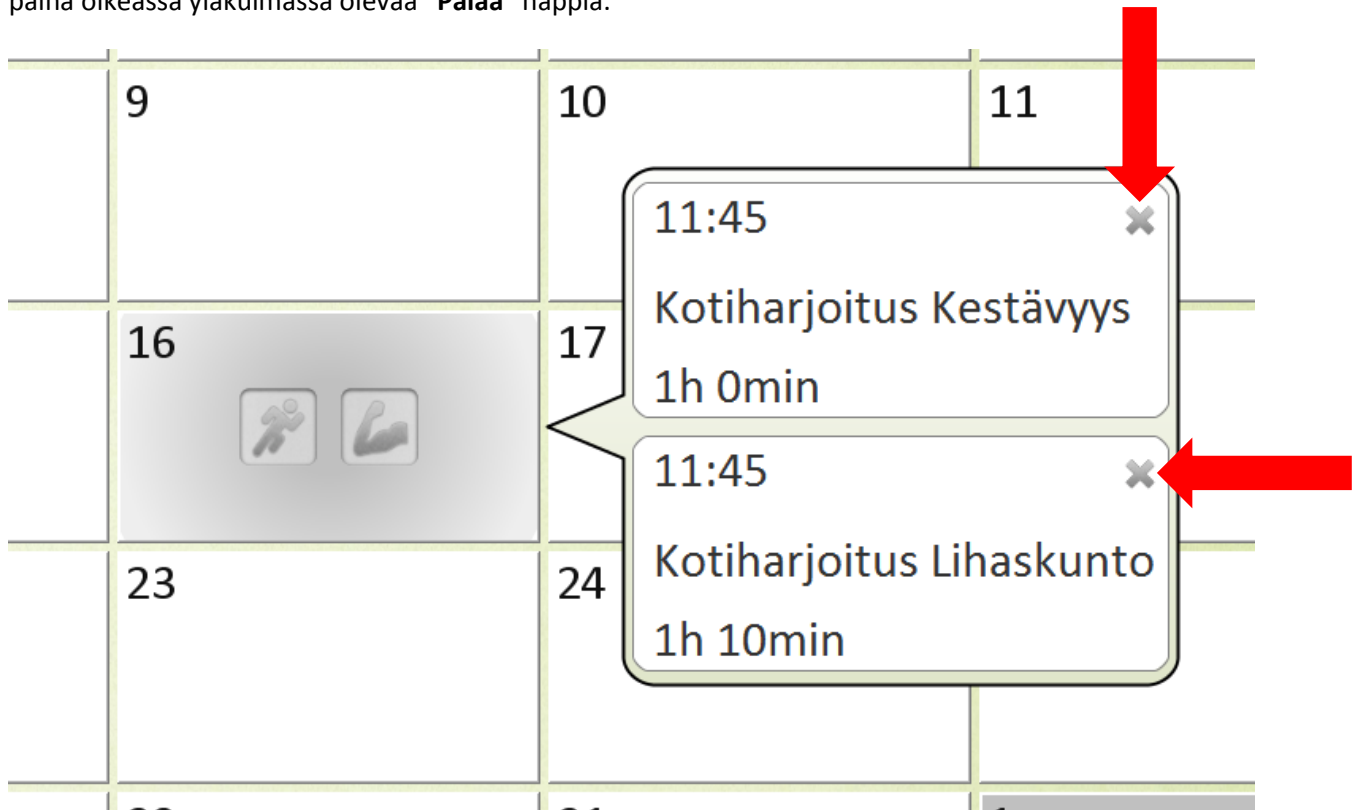 paina oikeassa yläkulmassa olevaa "Palaa" nappia.
9 10 11
11:45
Kotiharjoitus Kestävyys
1h 0min
16 17
11:45
Kotiharjoitus Lihaskunto
1h 10min
23 24